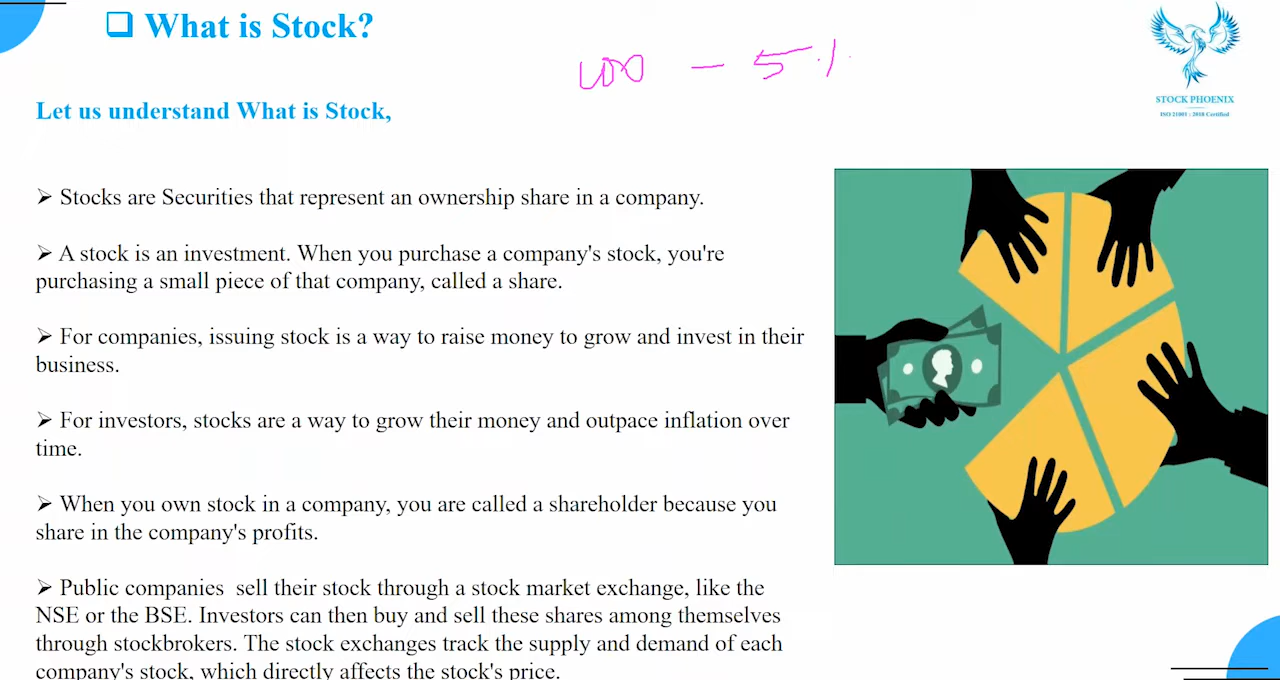 ❑ What is Stock?
100 - 5%
STOCK PHOENIX
ISO 21001 : 2018 Certified
Let us understand What is Stock,
➢ Stocks are Securities that represent an ownership share in a company.
➢ A stock is an investment. When you purchase a company's stock, you're
purchasing a small piece of that company, called a share.
➢ For companies, issuing stock is a way to raise money to grow and invest in their
business.
➢ For investors, stocks are a way to grow their money and outpace inflation over
time.
➢ When you own stock in a company, you are called a shareholder because you
share in the company's profits.
➢ Public companies  sell their stock through a stock market exchange, like the
NSE or the BSE. Investors can then buy and sell these shares among themselves
through stockbrokers. The stock exchanges track the supply and demand of each
company's stock, which directly affects the stock's price.